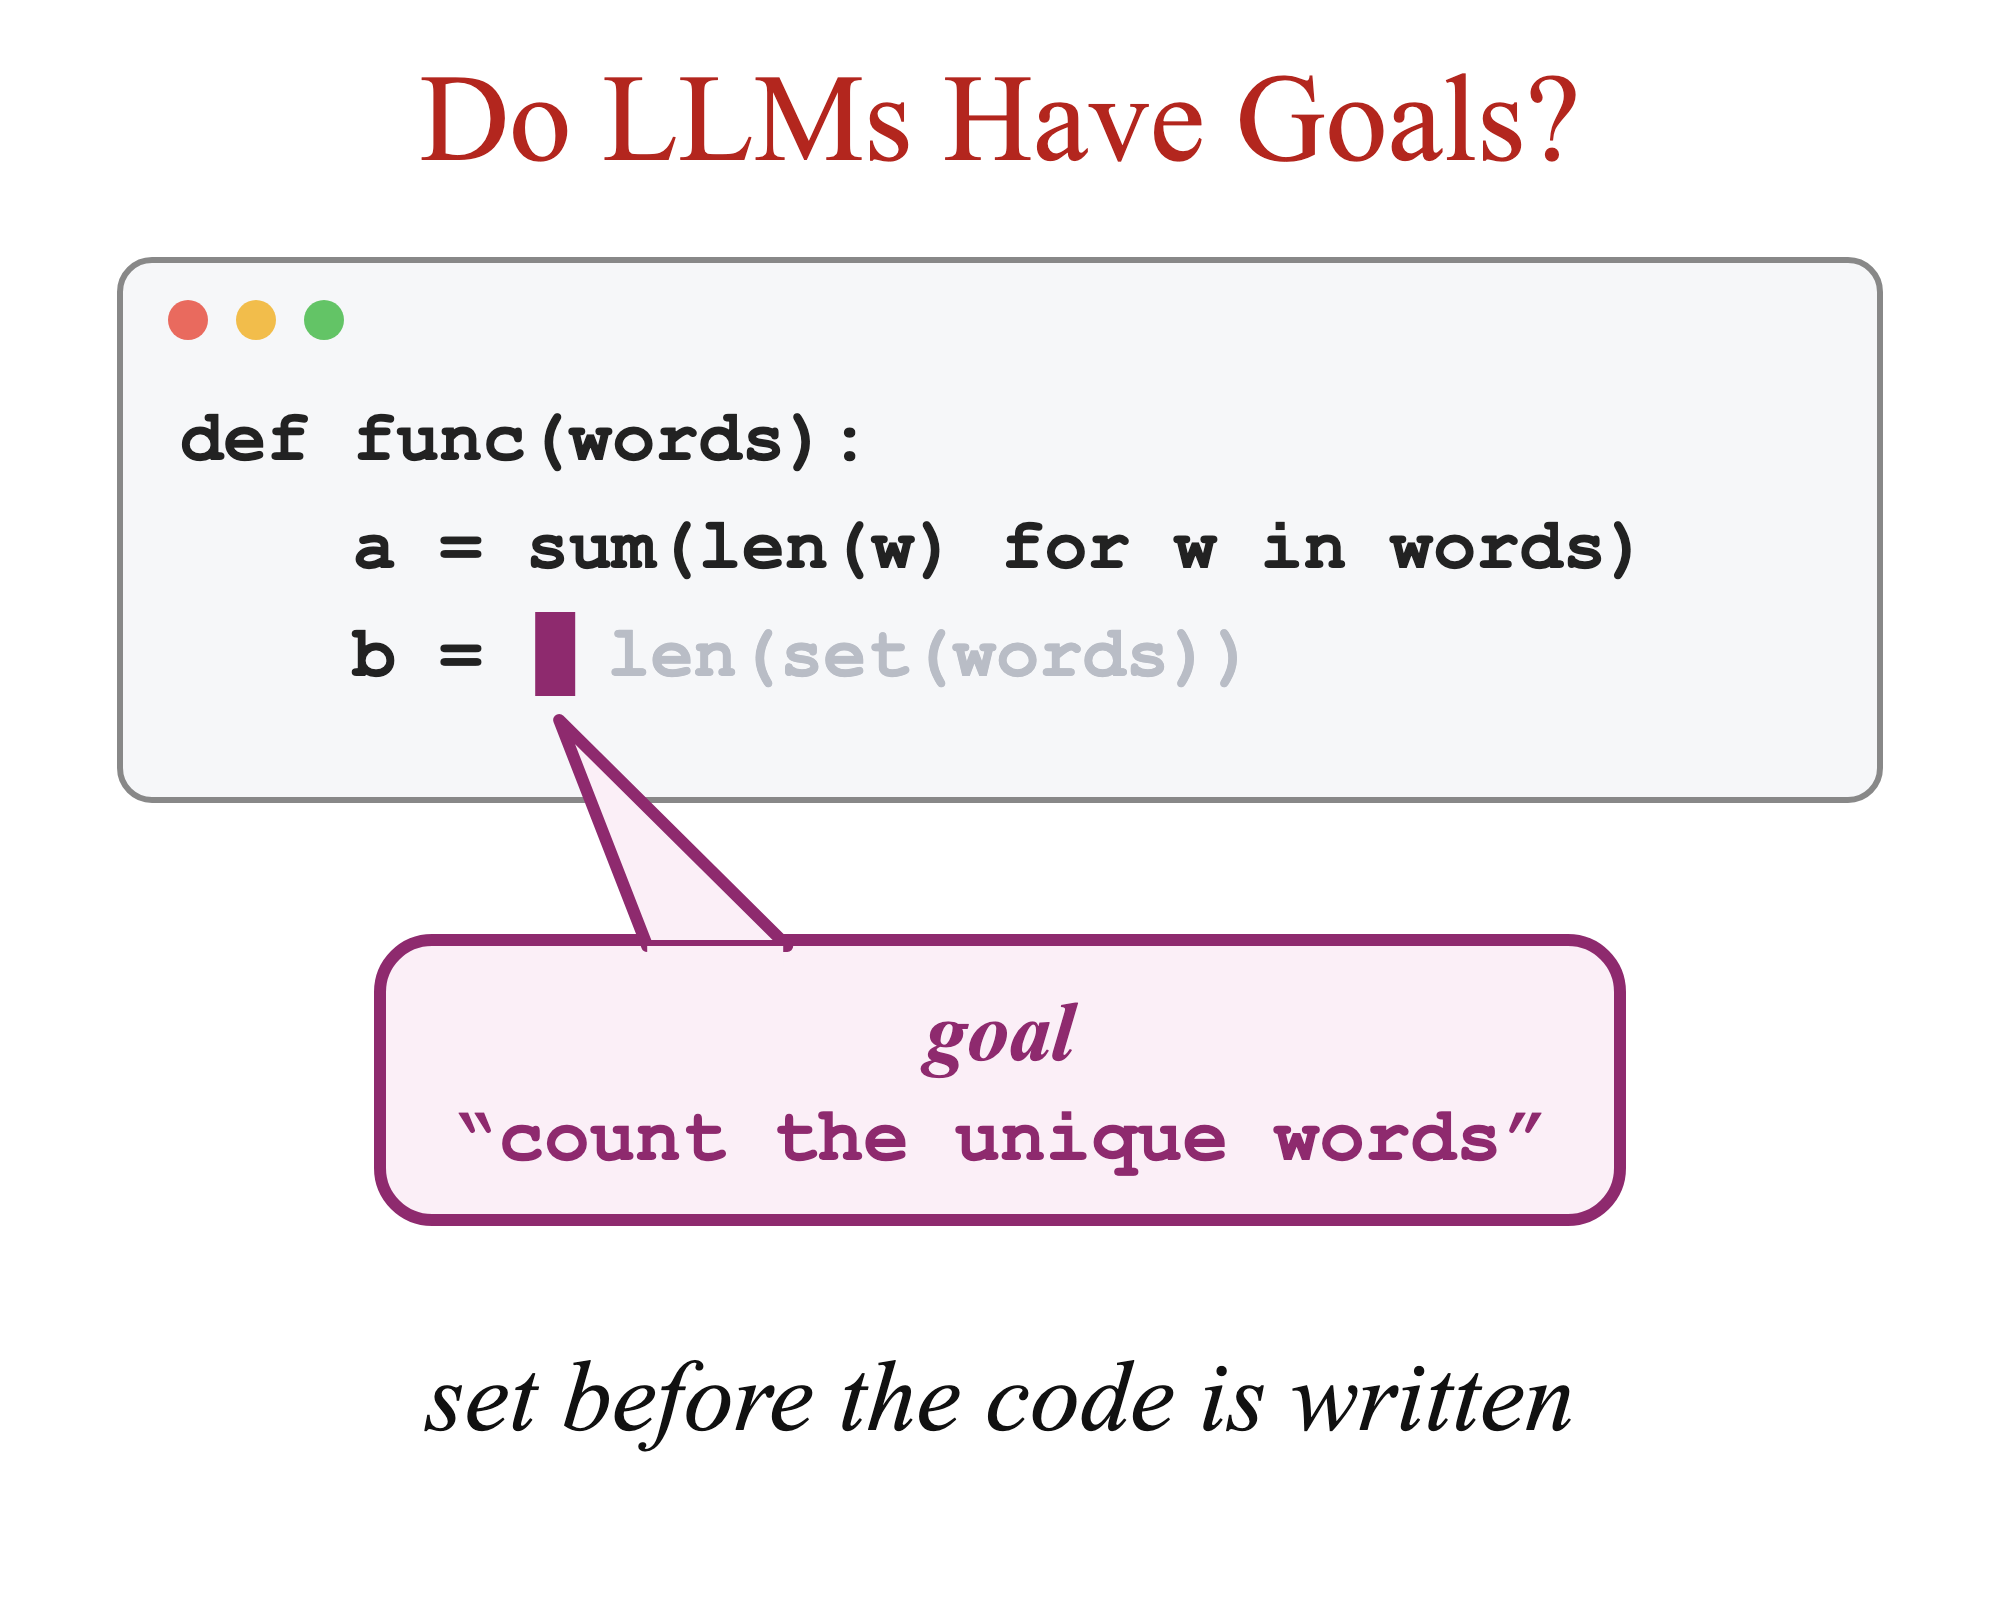 Do LLMs Have Goals?
def func(words):
    a = sum(len(w) for w in words)
    b = len(set(words))
goal
“count the unique words”
set before the code is written